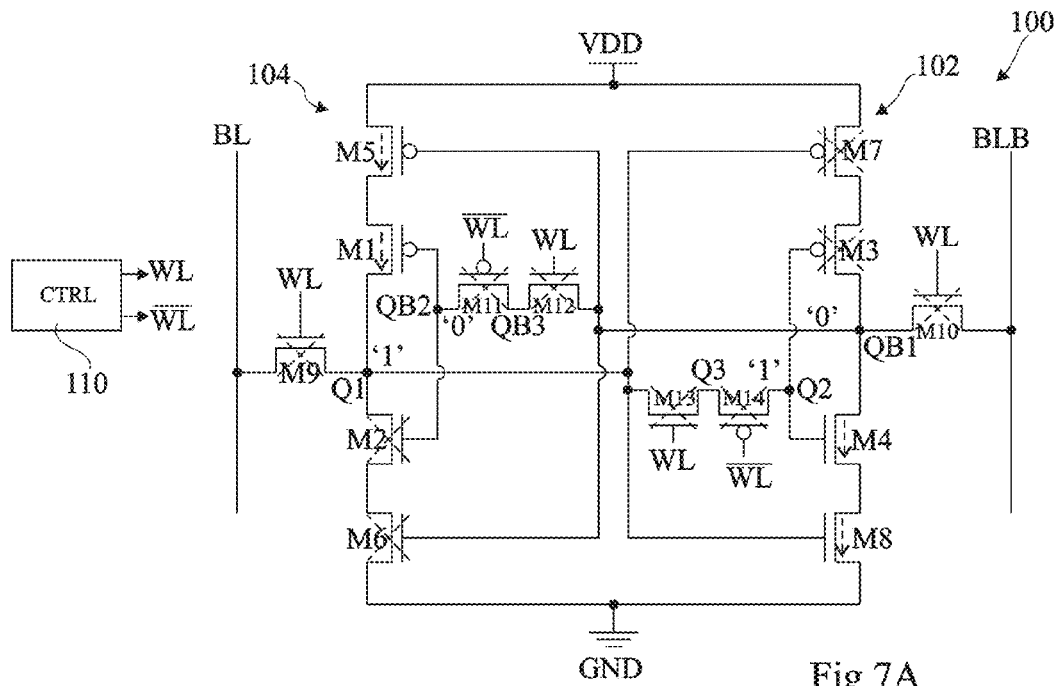 100
VDD
104
102
BL
BLB
M5
M7
WL
WL
WL
M1
M3
CTRL
WL
WL
WL
QB2
'0'
M11
QB3
M12
'0'
QB1
M10
110
M9
Q1
'1'
M13
Q3
M14
'1'
Q2
M2
M4
WL
WL
M6
M8
GND
Fig 7A